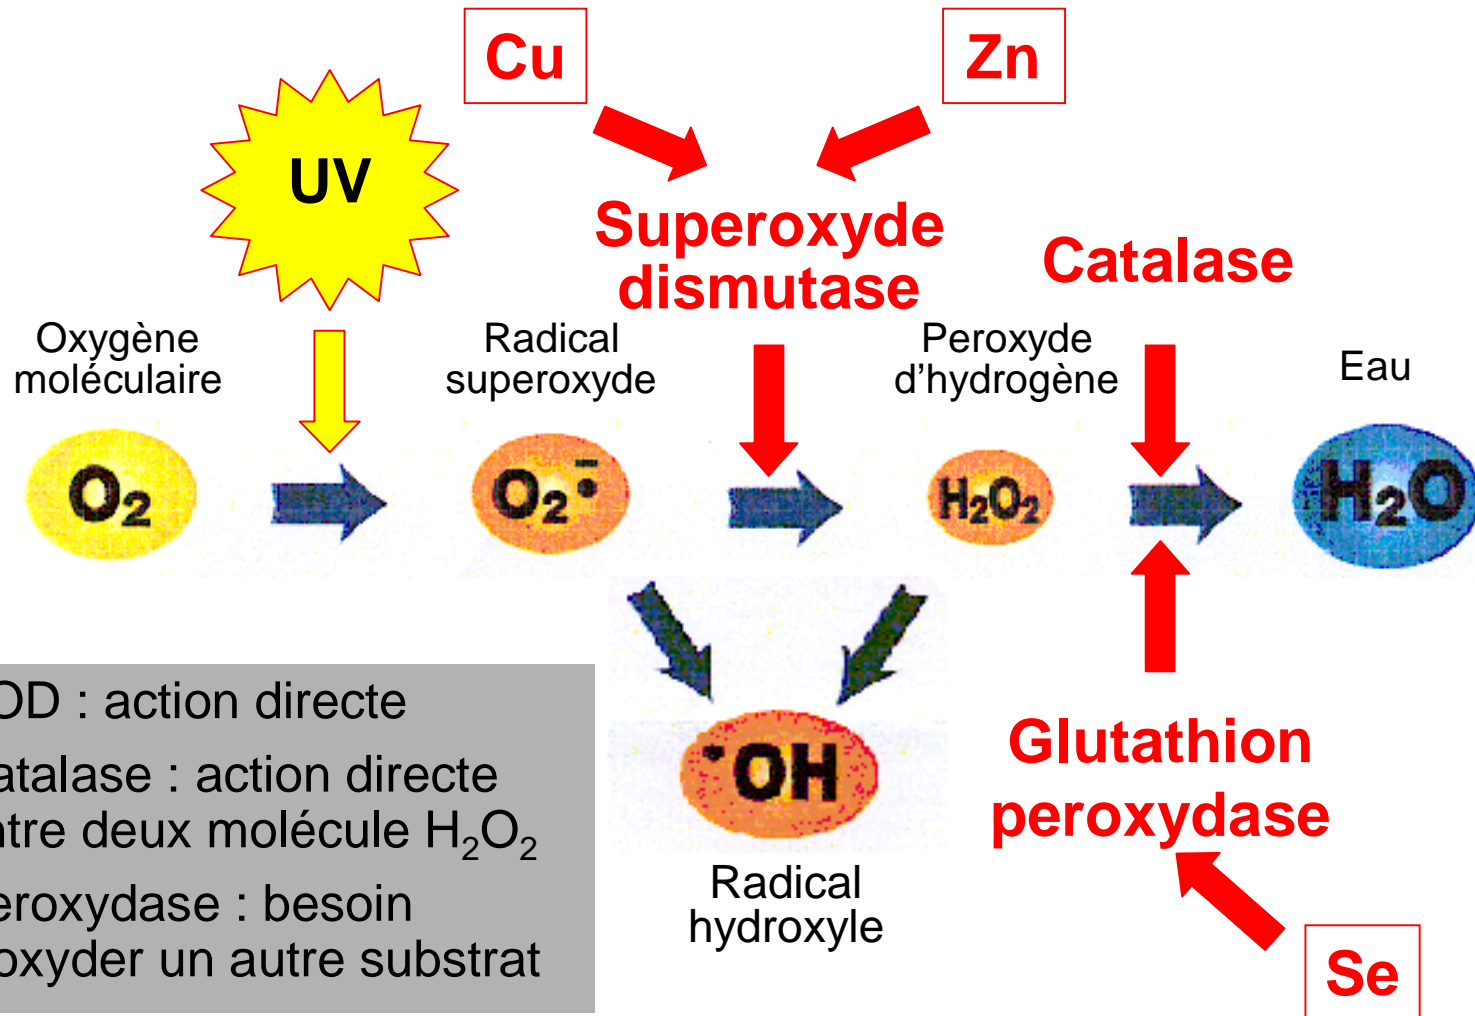 Cu
Zn
UV
Superoxyde
dismutase
Catalase
Oxygène
moléculaire
Radical
superoxyde
Peroxyde
d'hydrogène
Eau
O₂
O₂•̄
H₂O₂
H₂O
OD : action directe
atalase : action directe
ntre deux molécule H₂O₂
eroxydase : besoin
oxyder un autre substrat
•OH
Radical
hydroxyle
Glutathion
peroxydase
Se